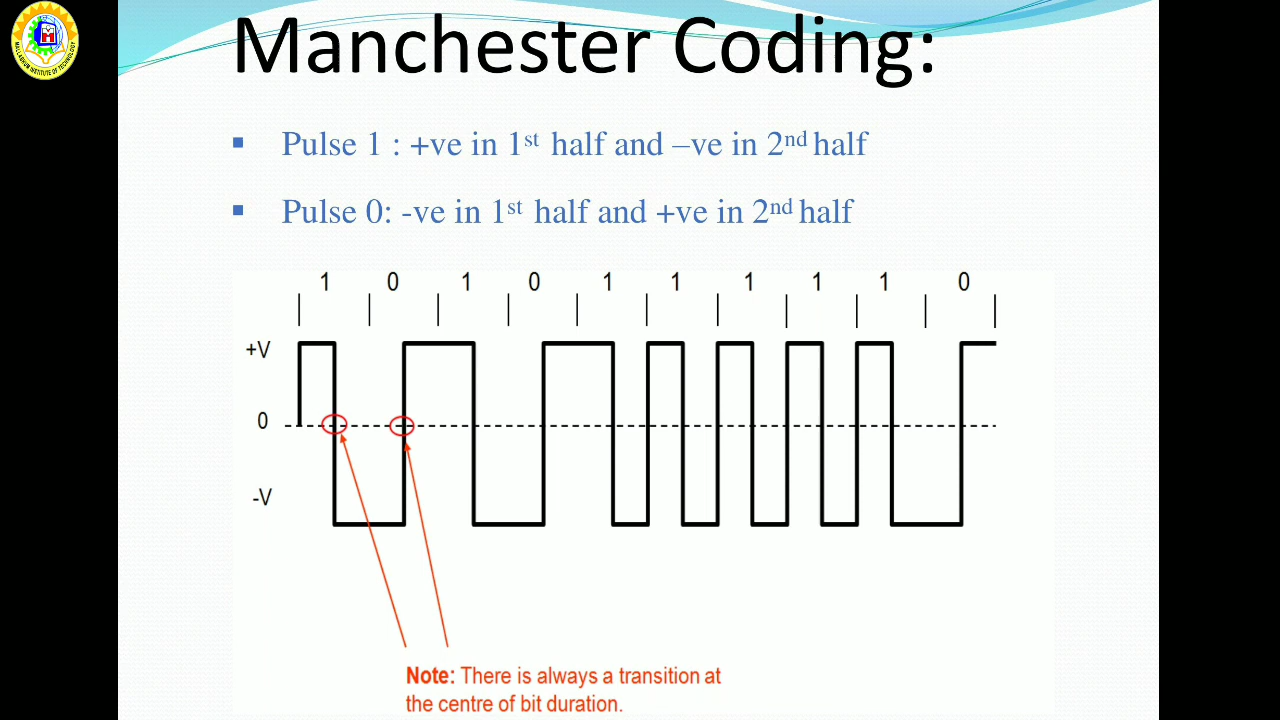 Manchester Coding:
▪ Pulse 1 : +ve in 1st half and –ve in 2nd half
▪ Pulse 0: -ve in 1st half and +ve in 2nd half
1 0 1 0 1 1 1 1 1 0
+V
0
-V
Note: There is always a transition at
the centre of bit duration.